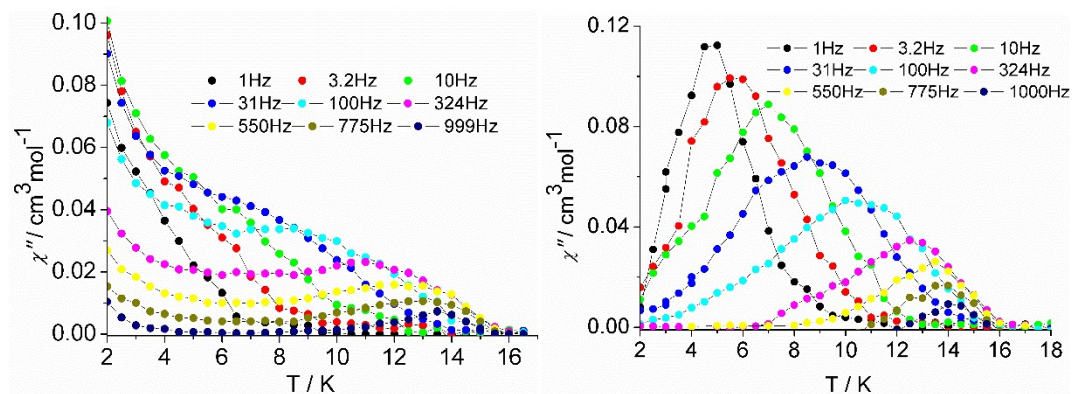 0.10
0.08
0.06
0.04
0.02
0.00
χ″/ cm³mol⁻¹
1Hz 3.2Hz 10Hz
31Hz 100Hz 324Hz
550Hz 775Hz 999Hz
2 4 6 8 10 12 14 16
T / K
0.12
0.08
0.04
0.00
χ″/ cm³mol⁻¹
1Hz 3.2Hz 10Hz
31Hz 100Hz 324Hz
550Hz 775Hz 1000Hz
2 4 6 8 10 12 14 16 18
T / K